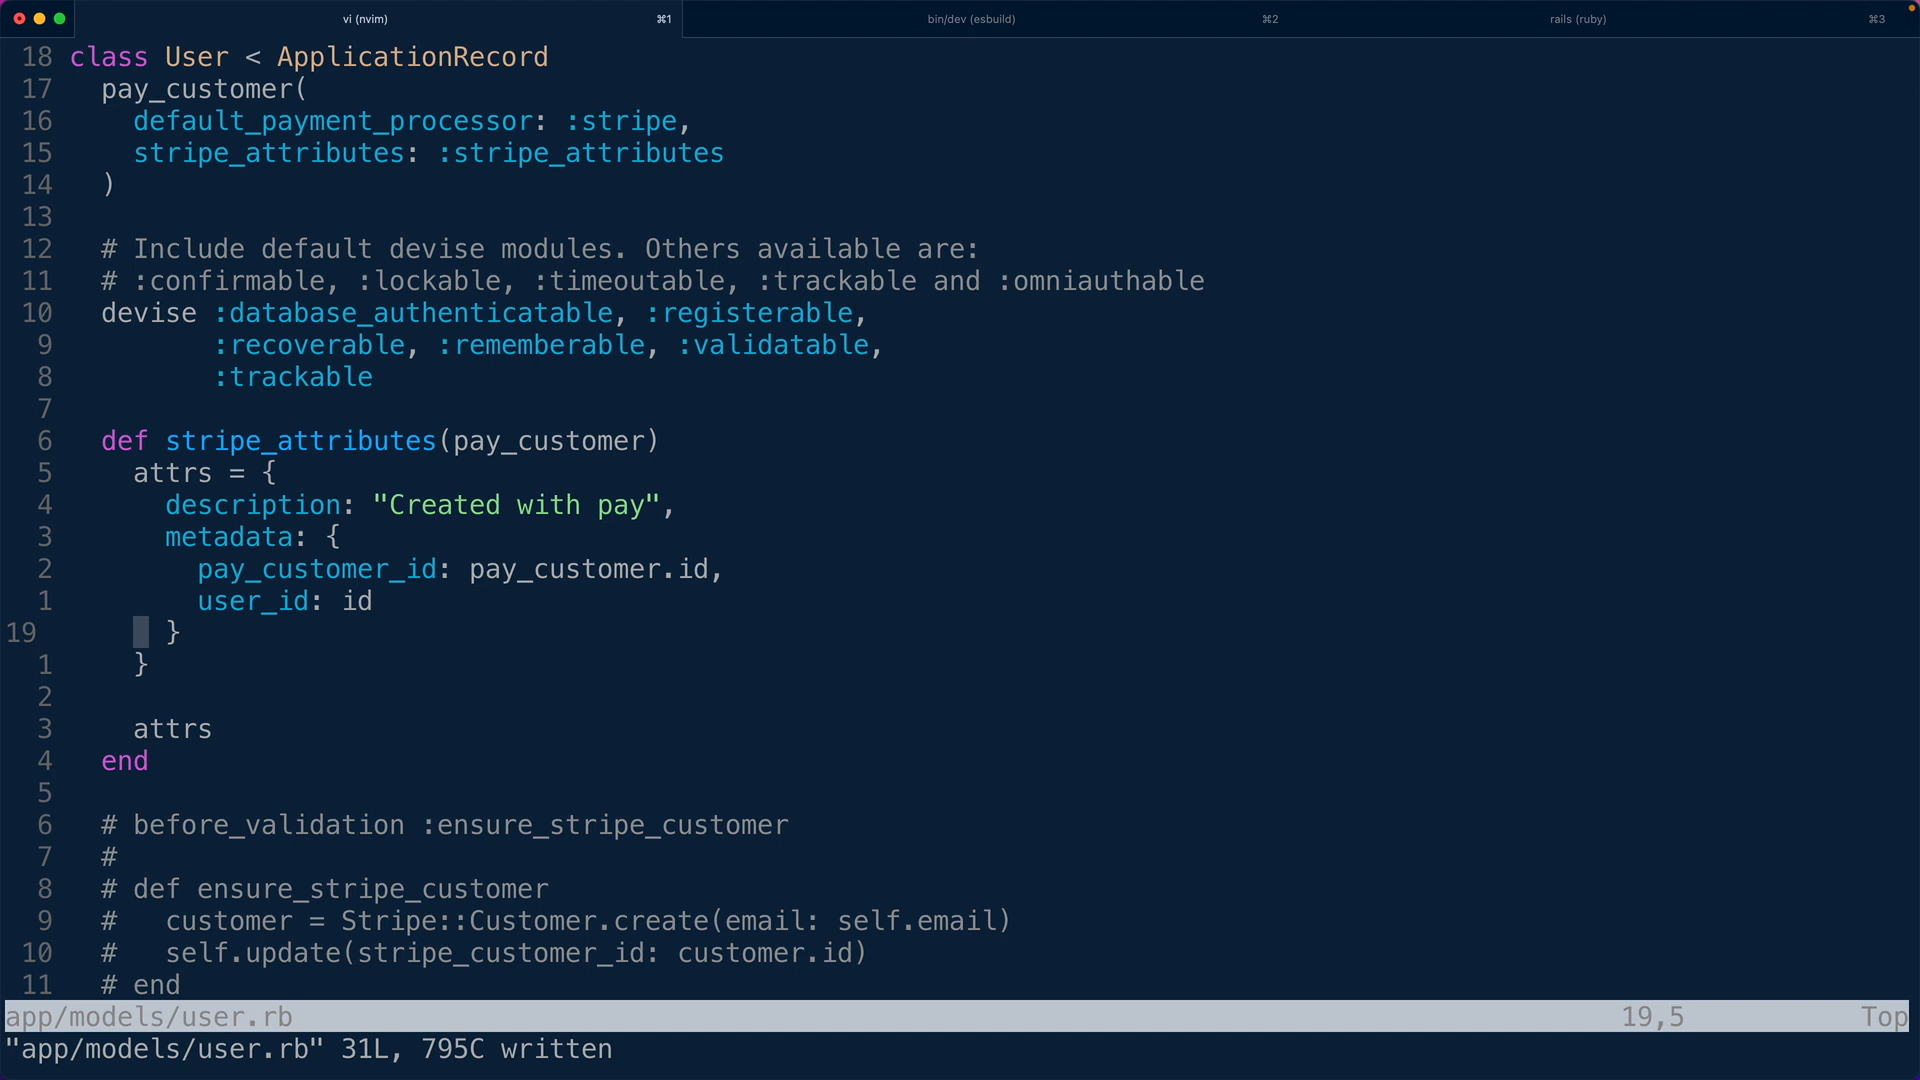 vi (nvim) ⌘1 bin/dev (esbuild) ⌘2 rails (ruby) ⌘3
18 class User < ApplicationRecord
17   pay_customer(
16     default_payment_processor: :stripe,
15     stripe_attributes: :stripe_attributes
14   )
13
12   # Include default devise modules. Others available are:
11   # :confirmable, :lockable, :timeoutable, :trackable and :omniauthable
10   devise :database_authenticatable, :registerable,
 9          :recoverable, :rememberable, :validatable,
 8          :trackable
 7
 6   def stripe_attributes(pay_customer)
 5     attrs = {
 4       description: "Created with pay",
 3       metadata: {
 2         pay_customer_id: pay_customer.id,
 1         user_id: id
19       }
 1     }
 2
 3     attrs
 4   end
 5
 6   # before_validation :ensure_stripe_customer
 7   #
 8   # def ensure_stripe_customer
 9   #   customer = Stripe::Customer.create(email: self.email)
10   #   self.update(stripe_customer_id: customer.id)
11   # end
app/models/user.rb 19,5 Top
"app/models/user.rb" 31L, 795C written